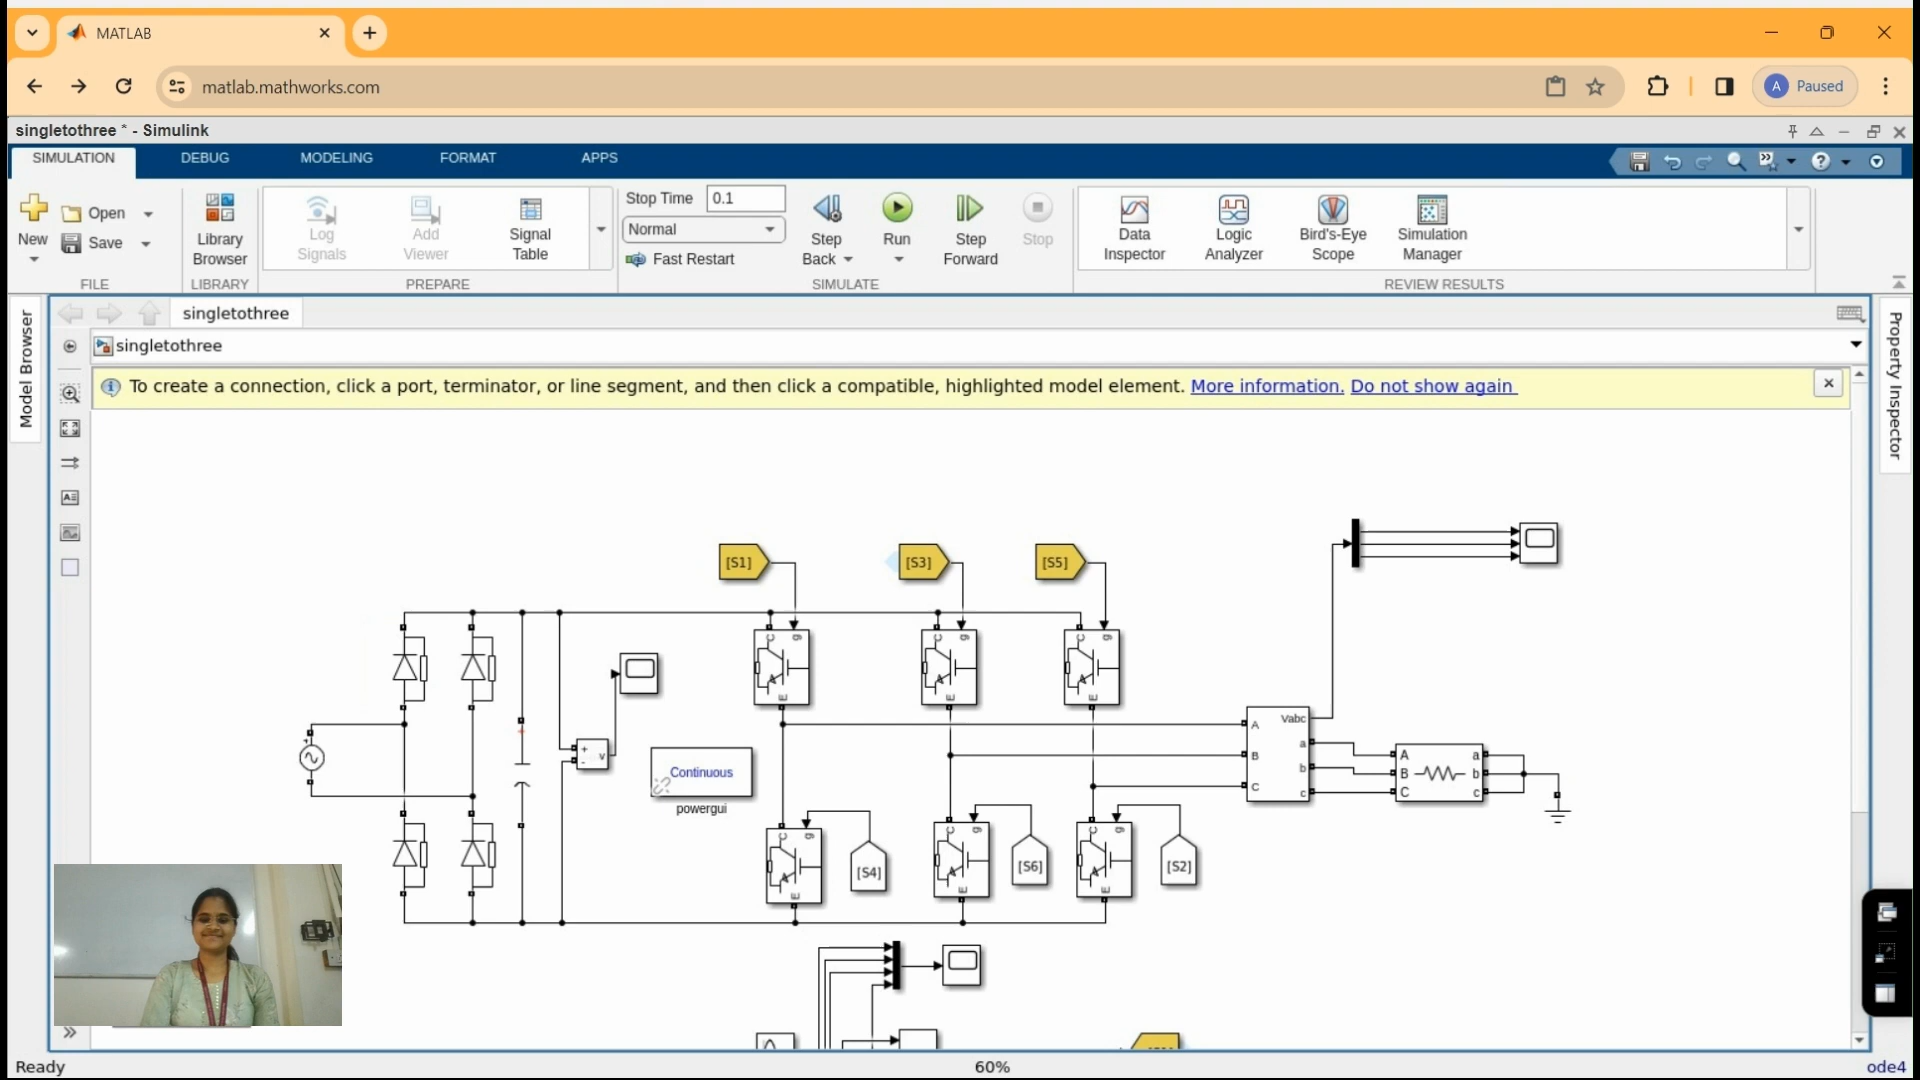 MATLAB
matlab.mathworks.com
A Paused
singletothree * - Simulink
SIMULATION DEBUG MODELING FORMAT APPS
New
Open
Save
FILE
Library
Browser
LIBRARY
Log
Signals
Add
Viewer
Signal
Table
PREPARE
Stop Time 0.1
Normal
Fast Restart
Step
Back
Run
Step
Forward
Stop
SIMULATE
Data
Inspector
Logic
Analyzer
Bird's-Eye
Scope
Simulation
Manager
REVIEW RESULTS
Model Browser
Property Inspector
singletothree
singletothree
To create a connection, click a port, terminator, or line segment, and then click a compatible, highlighted model element. More information. Do not show again
[S1] [S3] [S5]
C g E
C g E
C g E
+ - v
Continuous
powergui
A B C Vabc a b c
A B C a b c
C g E
[S4]
C g E
[S6]
C g E
[S2]
Ready 60% ode4